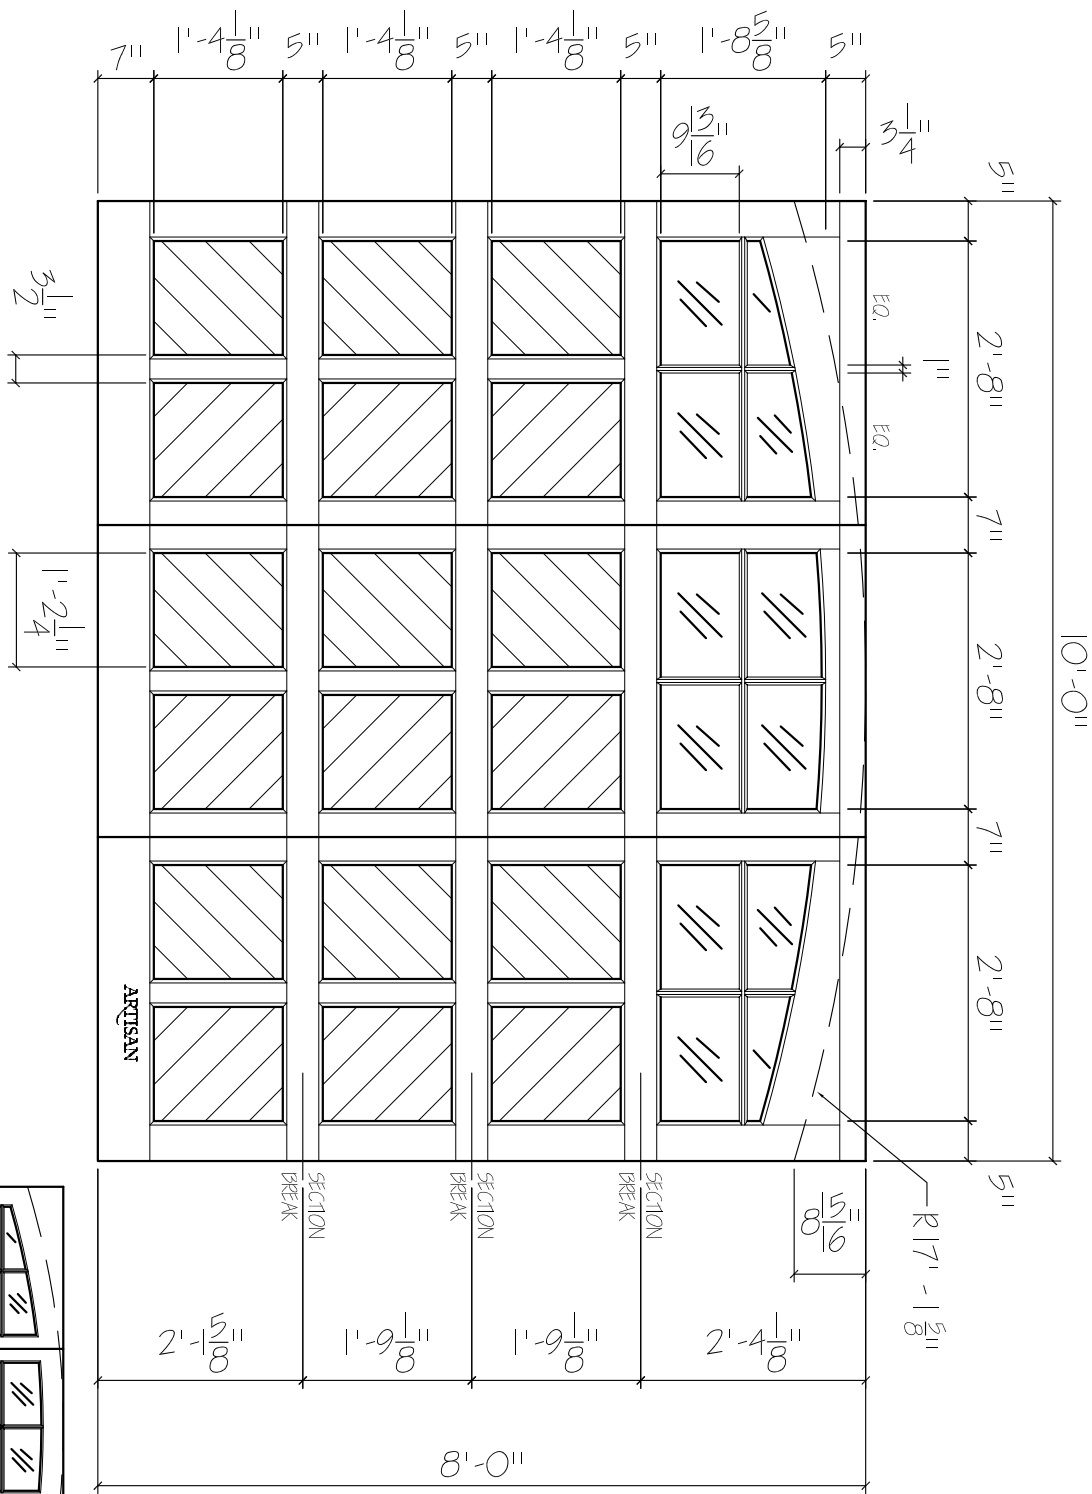 7"
1'-4 1/8"
5"
1'-4 1/8"
5"
1'-4 1/8"
5"
1'-8 5/8"
5"
9 13/16"
3 1/4"
5"
2'-8"
7"
2'-8"
7"
2'-8"
5"
10'-0"
EQ.
1"
EQ.
3 1/2"
1'-2 1/4"
ARTISAN
SECTION
BREAK
SECTION
BREAK
SECTION
BREAK
8 15/16"
R 17' - 1 5/8"
2'-1 5/8"
1'-9 1/8"
1'-9 1/8"
2'-4 1/8"
8'-0"